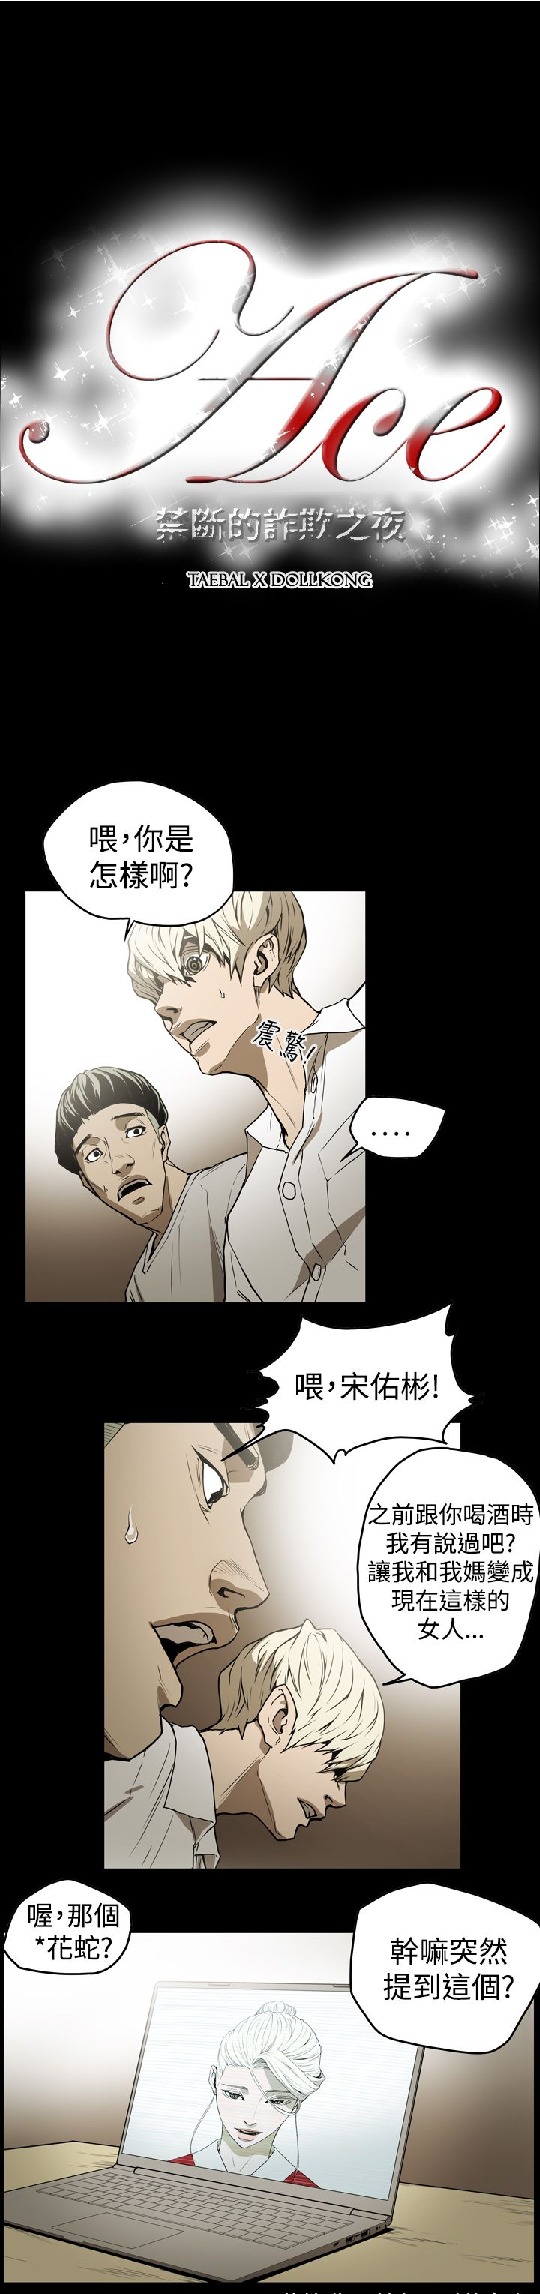 Ace
禁斷的詐欺之夜
TAEBAL X DOLLKONG
喂,你是
怎樣啊?
震驚!
....
喂,宋佑彬!
之前跟你喝酒時
我有說過吧?
讓我和我媽變成
現在這樣的
女人...
喔,那個
*花蛇?
幹嘛突然
提到這個?